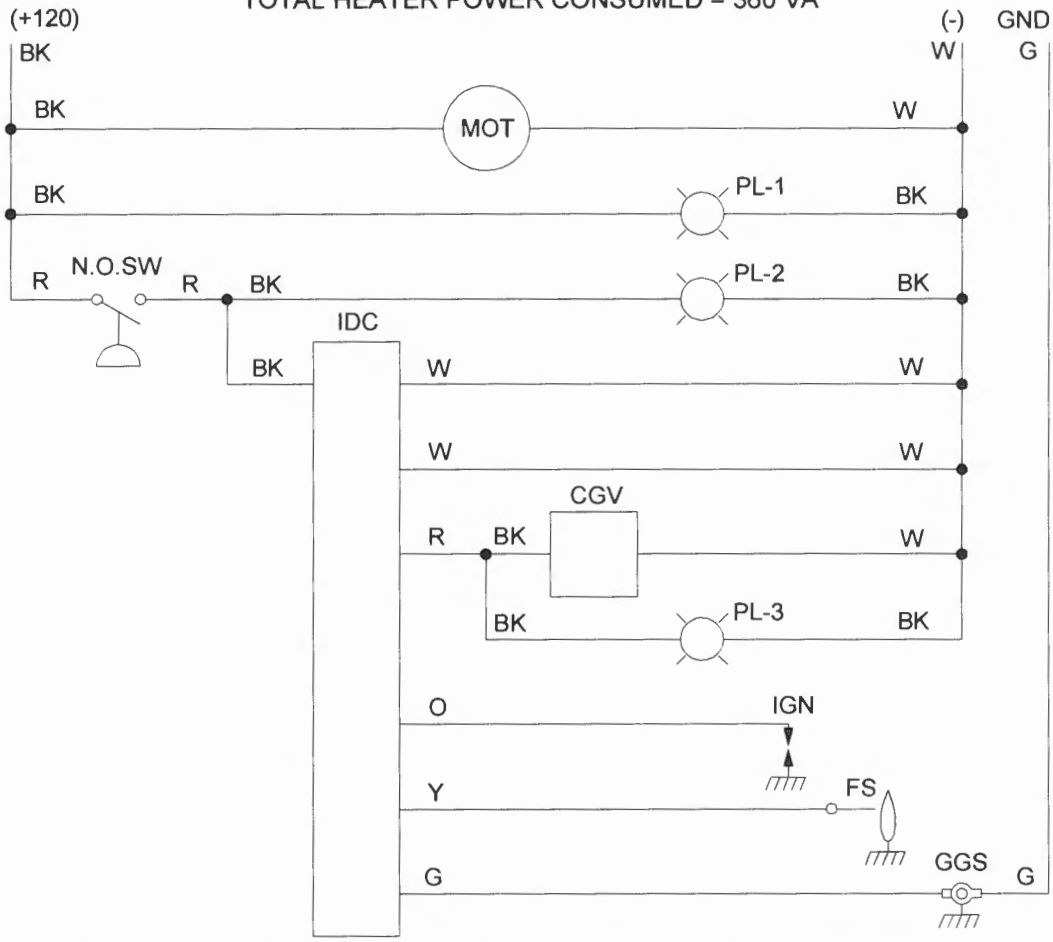 TOTAL HEATER POWER CONSUMED = 360 VA
(+120) (-) GND
BK W G
BK MOT W
BK PL-1 BK
R N.O.SW R BK PL-2 BK
IDC
BK W W
W W
CGV
R BK W
BK PL-3 BK
O IGN
Y FS
G GGS G